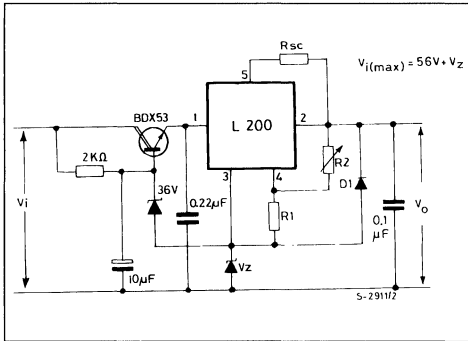 Rsc
Vi(max) = 56V + Vz
5
BDX53
1
L 200
2
2KΩ
3
4
R2
36V
D1
Vi
0.22µF
R1
0.1
µF
Vo
10µF
Vz
S-2911/2